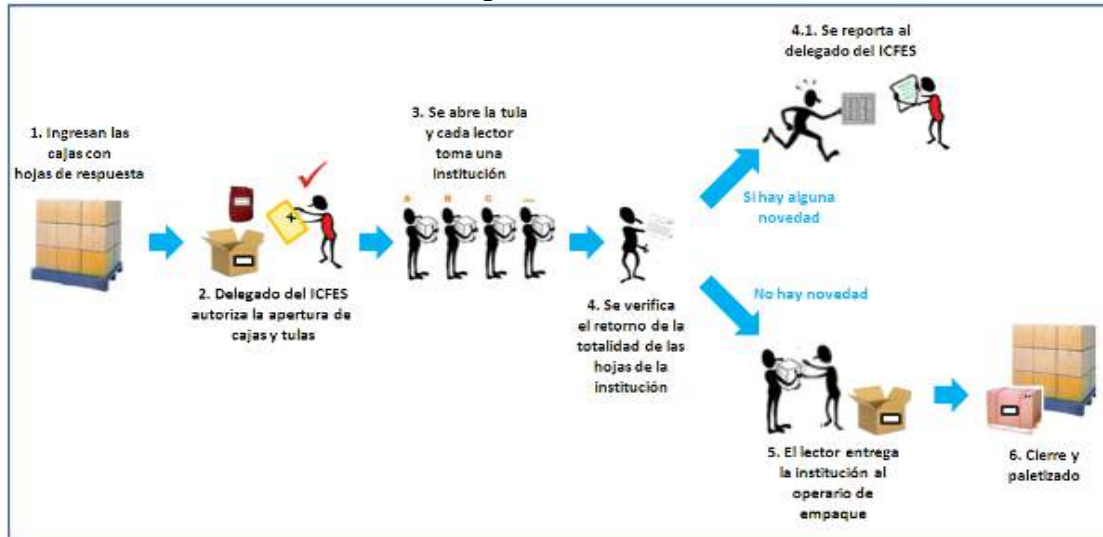 1. Ingresan las
cajas con
hojas de respuesta
2. Delegado del ICFES
autoriza la apertura de
cajas y tulas
3. Se abre la tula
y cada lector
toma una
institución
A B C ...
4. Se verifica
el retorno de la
totalidad de las
hojas de la
institución
Si hay alguna
novedad
4.1. Se reporta al
delegado del ICFES
No hay novedad
5. El lector entrega
la institución al
operario de
empaque
6. Cierre y
paletizado